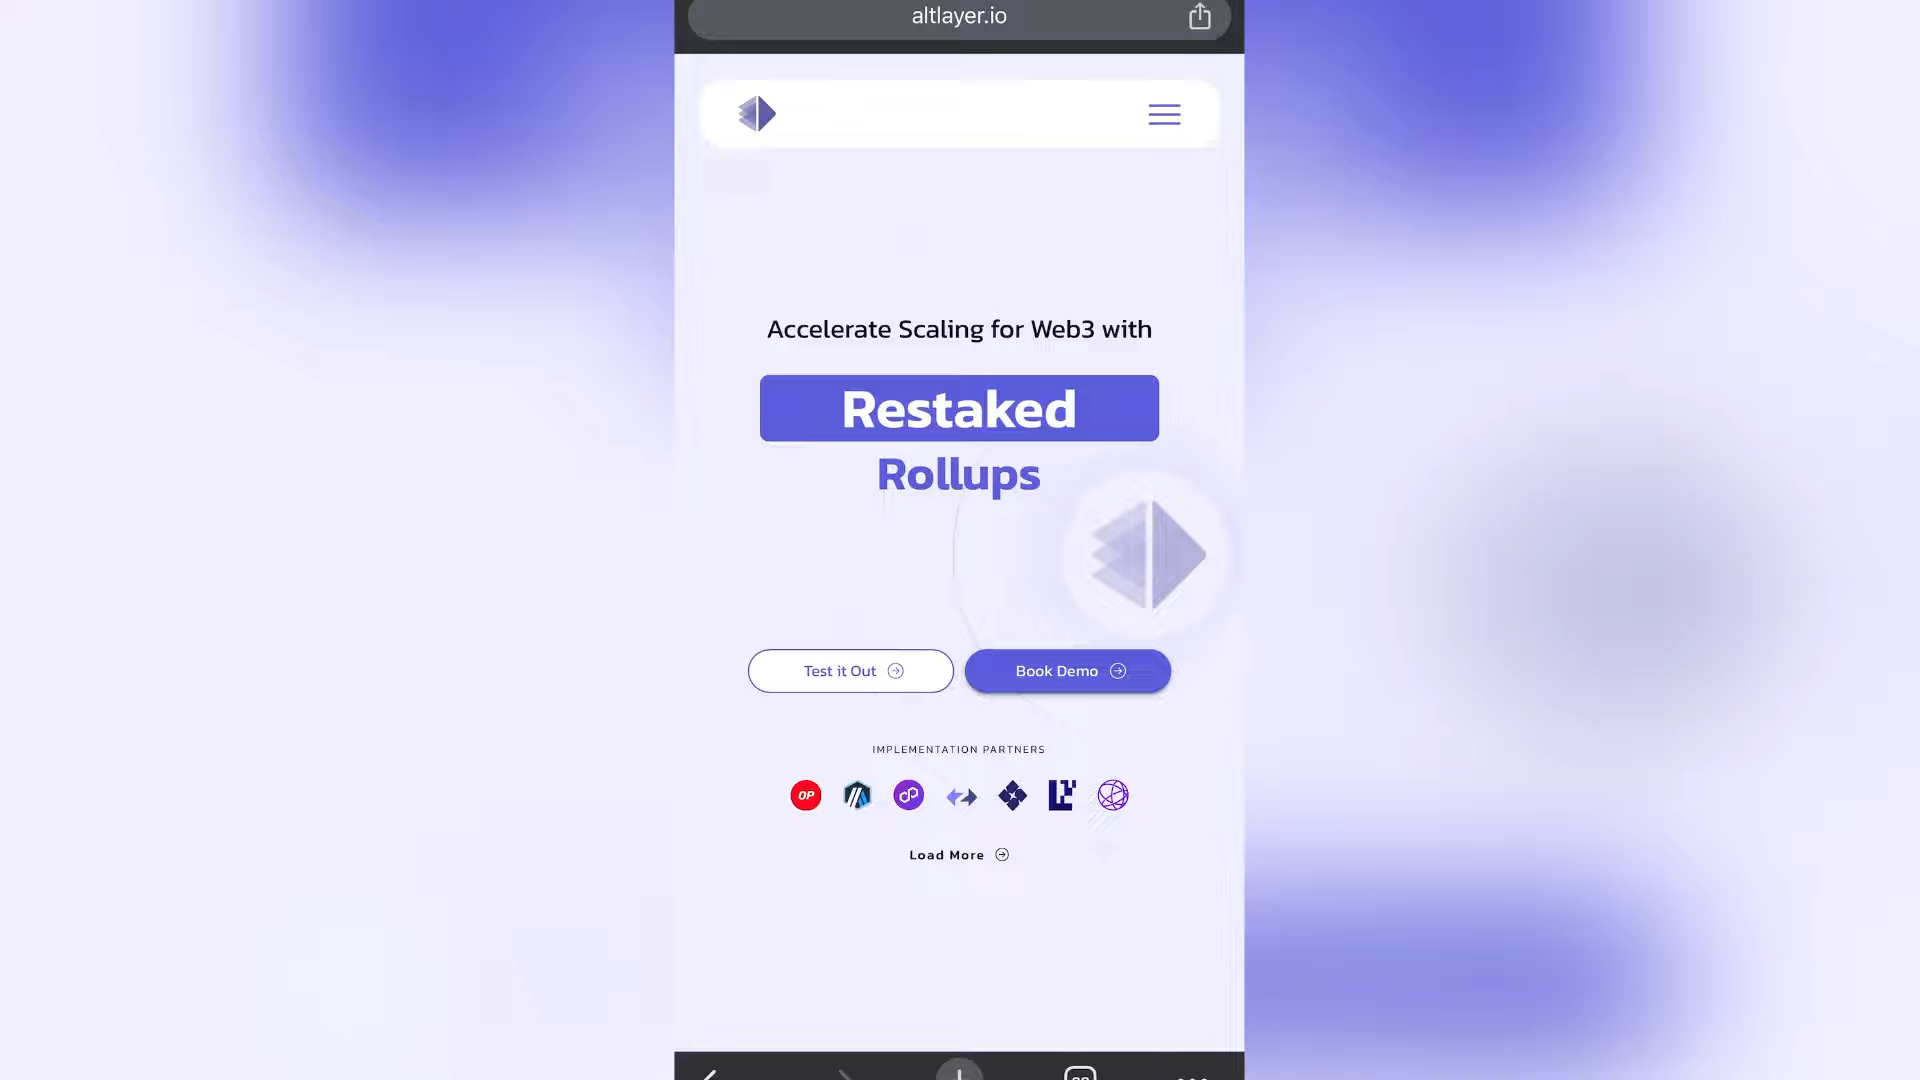 altlayer.io
Accelerate Scaling for Web3 with
Restaked
Rollups
Test it Out
Book Demo
IMPLEMENTATION PARTNERS
OP
Load More